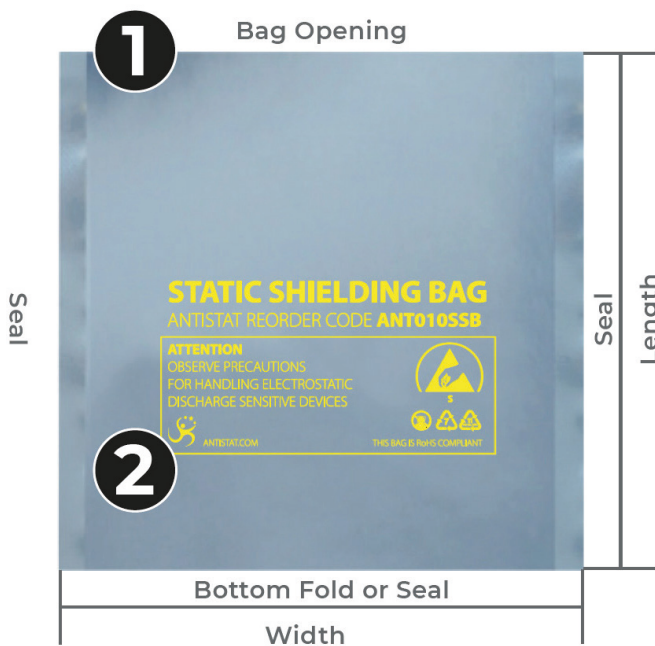 1
Bag Opening
Seal
STATIC SHIELDING BAG
ANTISTAT REORDER CODE ANT010SSB
ATTENTION
OBSERVE PRECAUTIONS
FOR HANDLING ELECTROSTATIC
DISCHARGE SENSITIVE DEVICES
S
ANTISTAT.COM
THIS BAG IS RoHS COMPLIANT
2
Seal
Length
Bottom Fold or Seal
Width